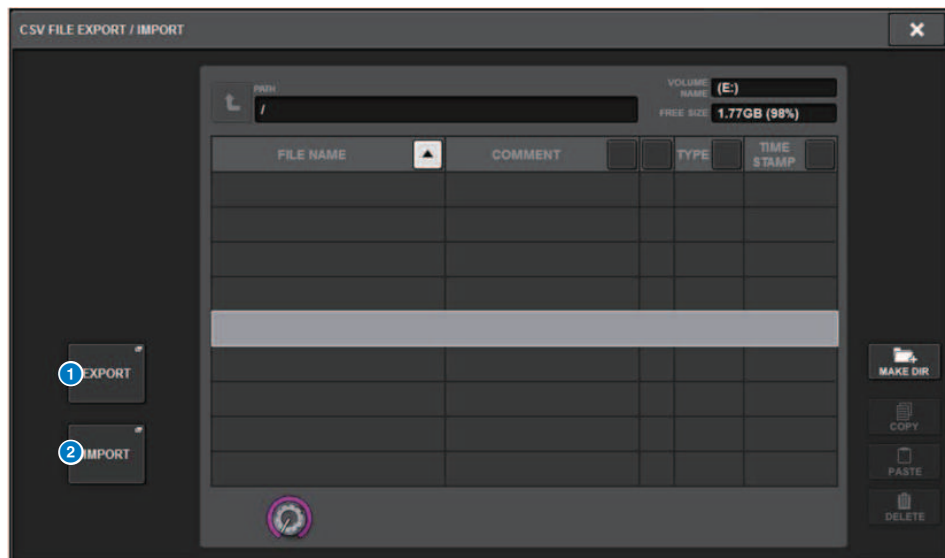 CSV FILE EXPORT / IMPORT
PATH
/
VOLUME NAME
(E:)
FREE SIZE
1.77GB (98%)
FILE NAME
COMMENT
TYPE
TIME STAMP
1
EXPORT
2
IMPORT
MAKE DIR
COPY
PASTE
DELETE